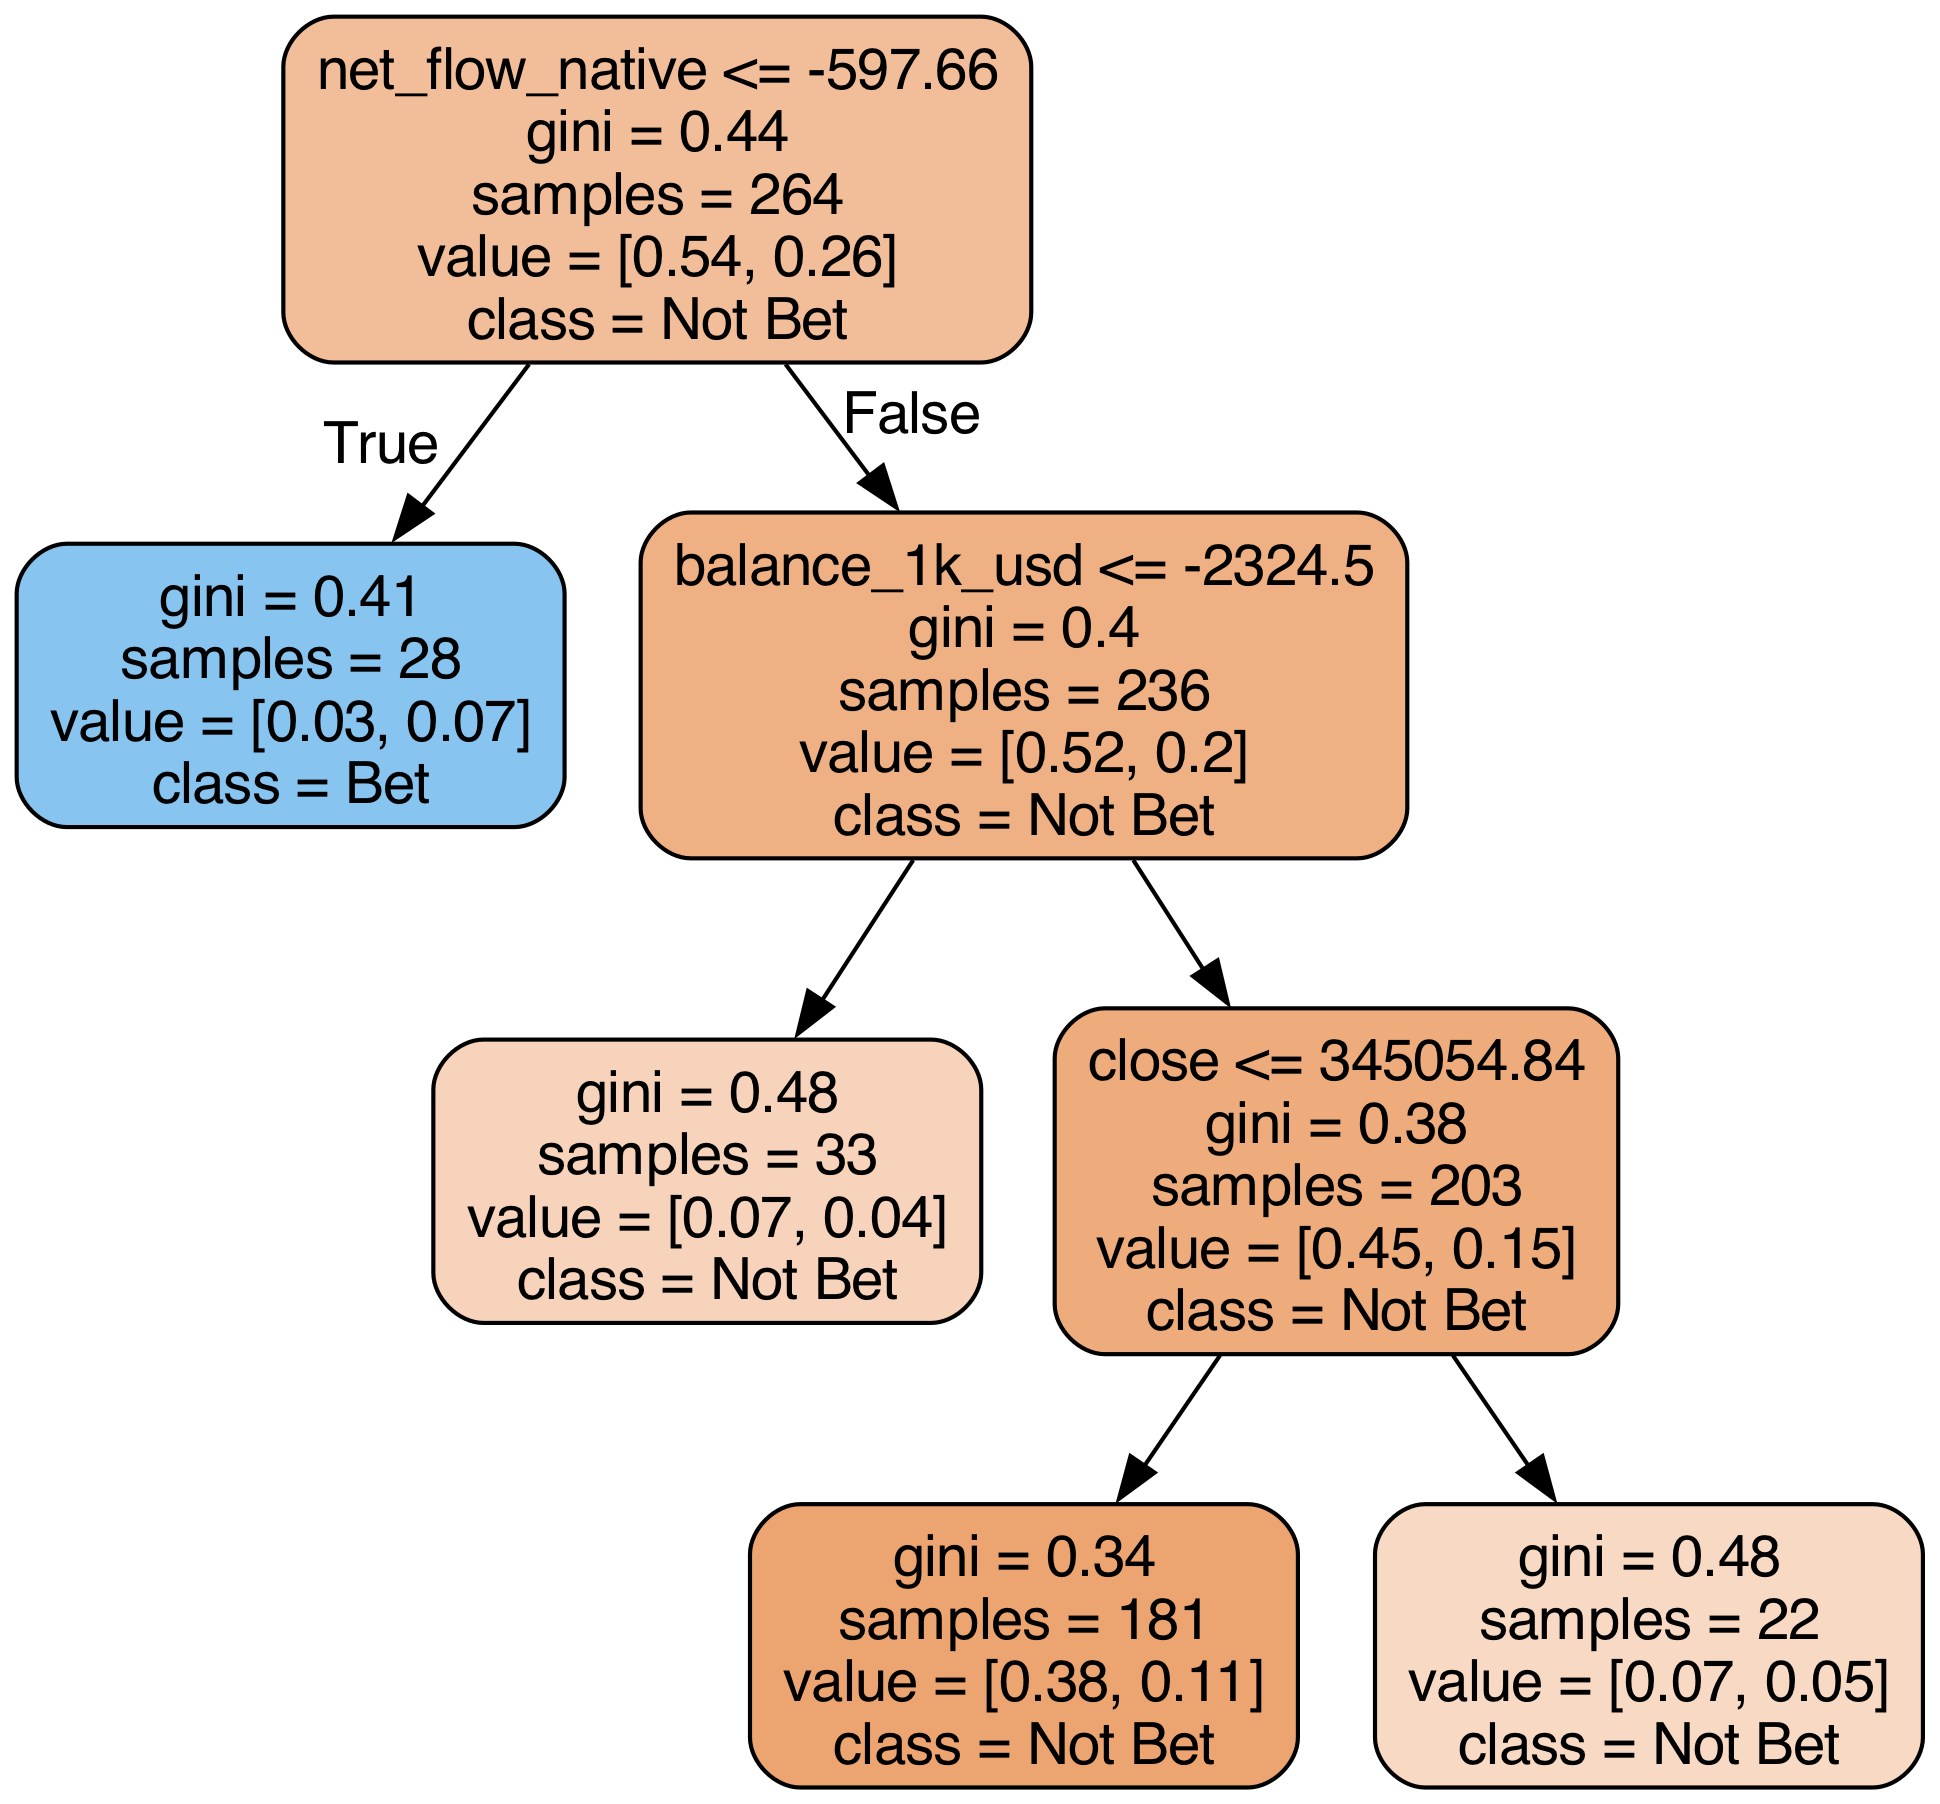 net_flow_native <= -597.66
gini = 0.44
samples = 264
value = [0.54, 0.26]
class = Not Bet
True
False
gini = 0.41
samples = 28
value = [0.03, 0.07]
class = Bet
balance_1k_usd <= -2324.5
gini = 0.4
samples = 236
value = [0.52, 0.2]
class = Not Bet
gini = 0.48
samples = 33
value = [0.07, 0.04]
class = Not Bet
close <= 345054.84
gini = 0.38
samples = 203
value = [0.45, 0.15]
class = Not Bet
gini = 0.34
samples = 181
value = [0.38, 0.11]
class = Not Bet
gini = 0.48
samples = 22
value = [0.07, 0.05]
class = Not Bet